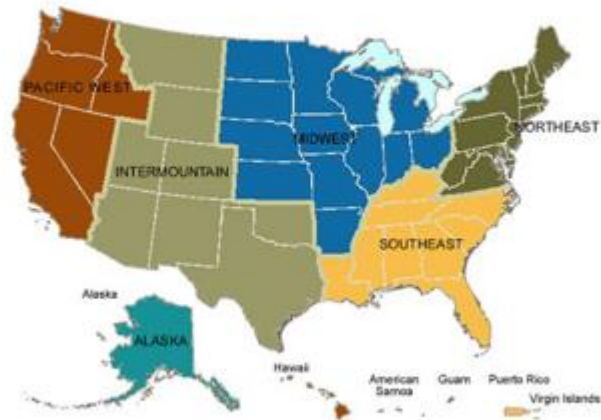 PACIFIC WEST
MIDWEST
NORTHEAST
INTERMOUNTAIN
SOUTHEAST
Alaska
ALASKA
Hawaii
American
Samoa
Guam
Puerto Rico
Virgin Islands